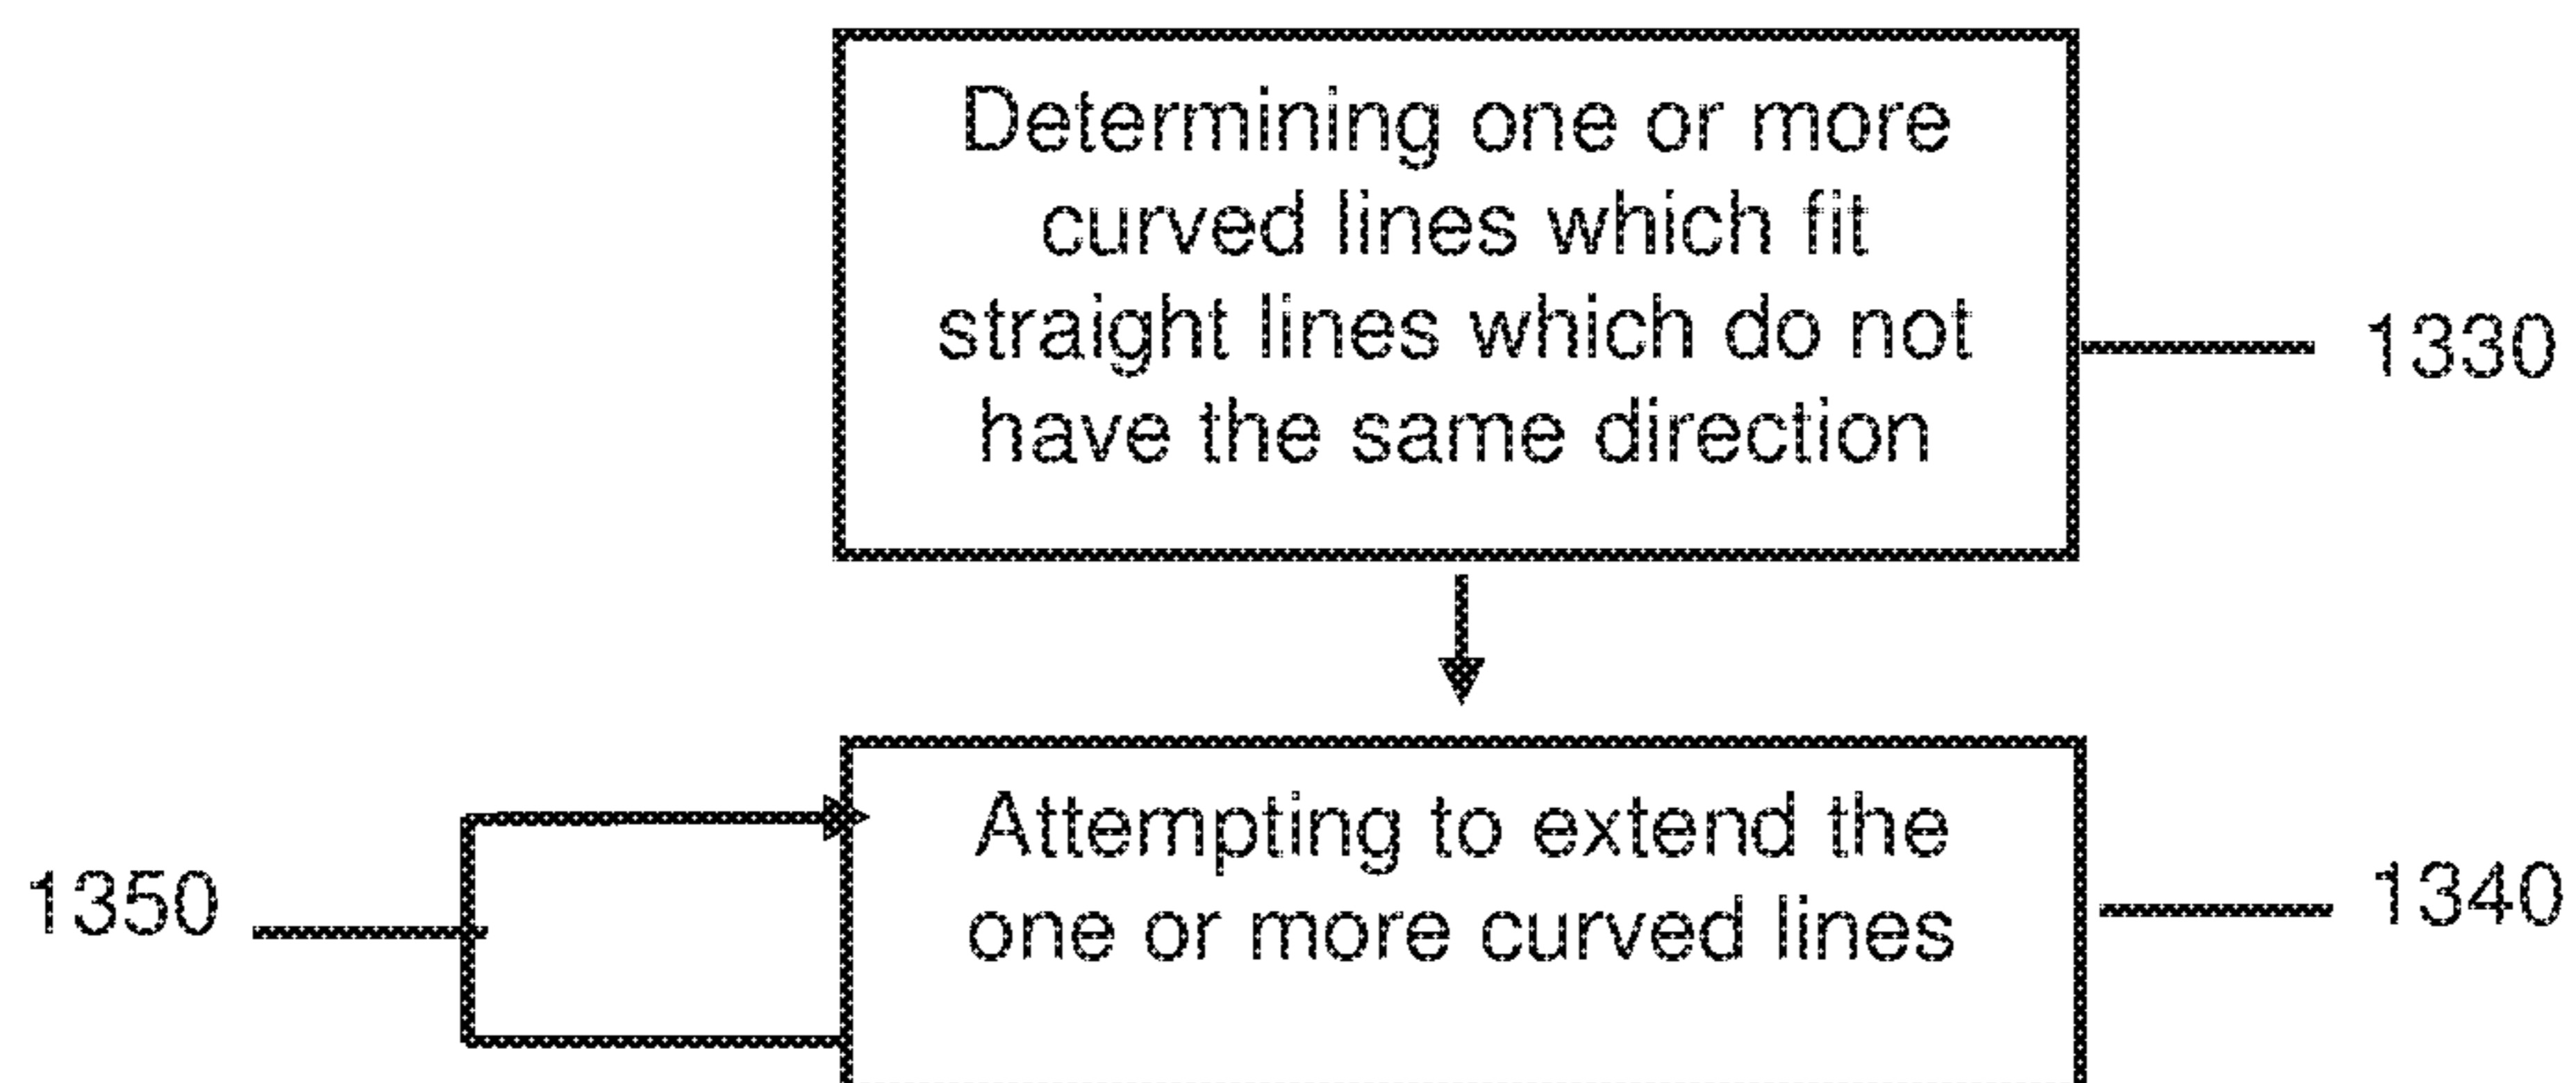 Determining one or more
curved lines which fit
straight lines which do not
have the same direction
1330
Attempting to extend the
one or more curved lines
1350
1340